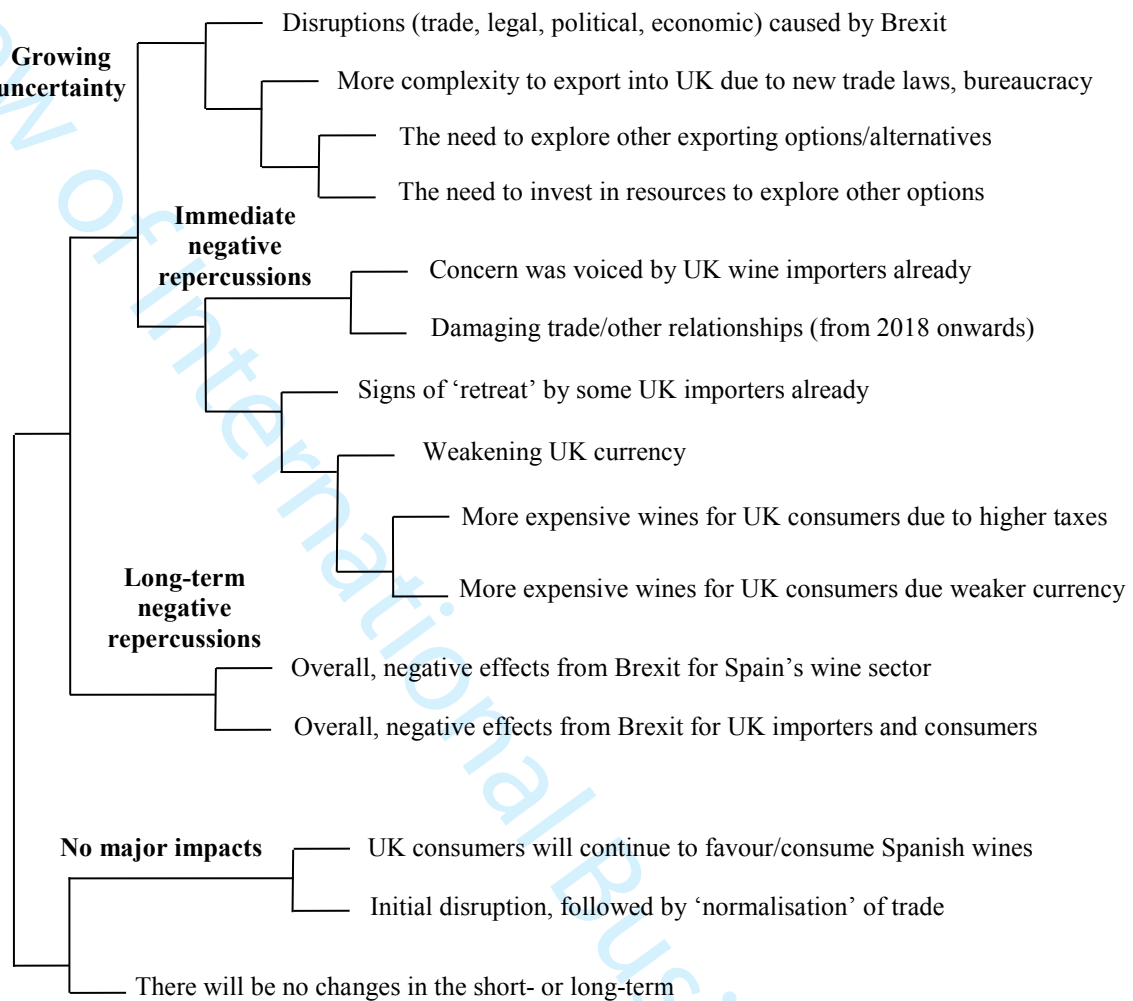 Disruptions (trade, legal, political, economic) caused by Brexit
Growing
uncertainty
More complexity to export into UK due to new trade laws, bureaucracy
The need to explore other exporting options/alternatives
The need to invest in resources to explore other options
Immediate
negative
repercussions
Concern was voiced by UK wine importers already
Damaging trade/other relationships (from 2018 onwards)
Signs of ‘retreat’ by some UK importers already
Weakening UK currency
More expensive wines for UK consumers due to higher taxes
More expensive wines for UK consumers due weaker currency
Long-term
negative
repercussions
Overall, negative effects from Brexit for Spain’s wine sector
Overall, negative effects from Brexit for UK importers and consumers
No major impacts
UK consumers will continue to favour/consume Spanish wines
Initial disruption, followed by ‘normalisation’ of trade
There will be no changes in the short- or long-term
of International Busi